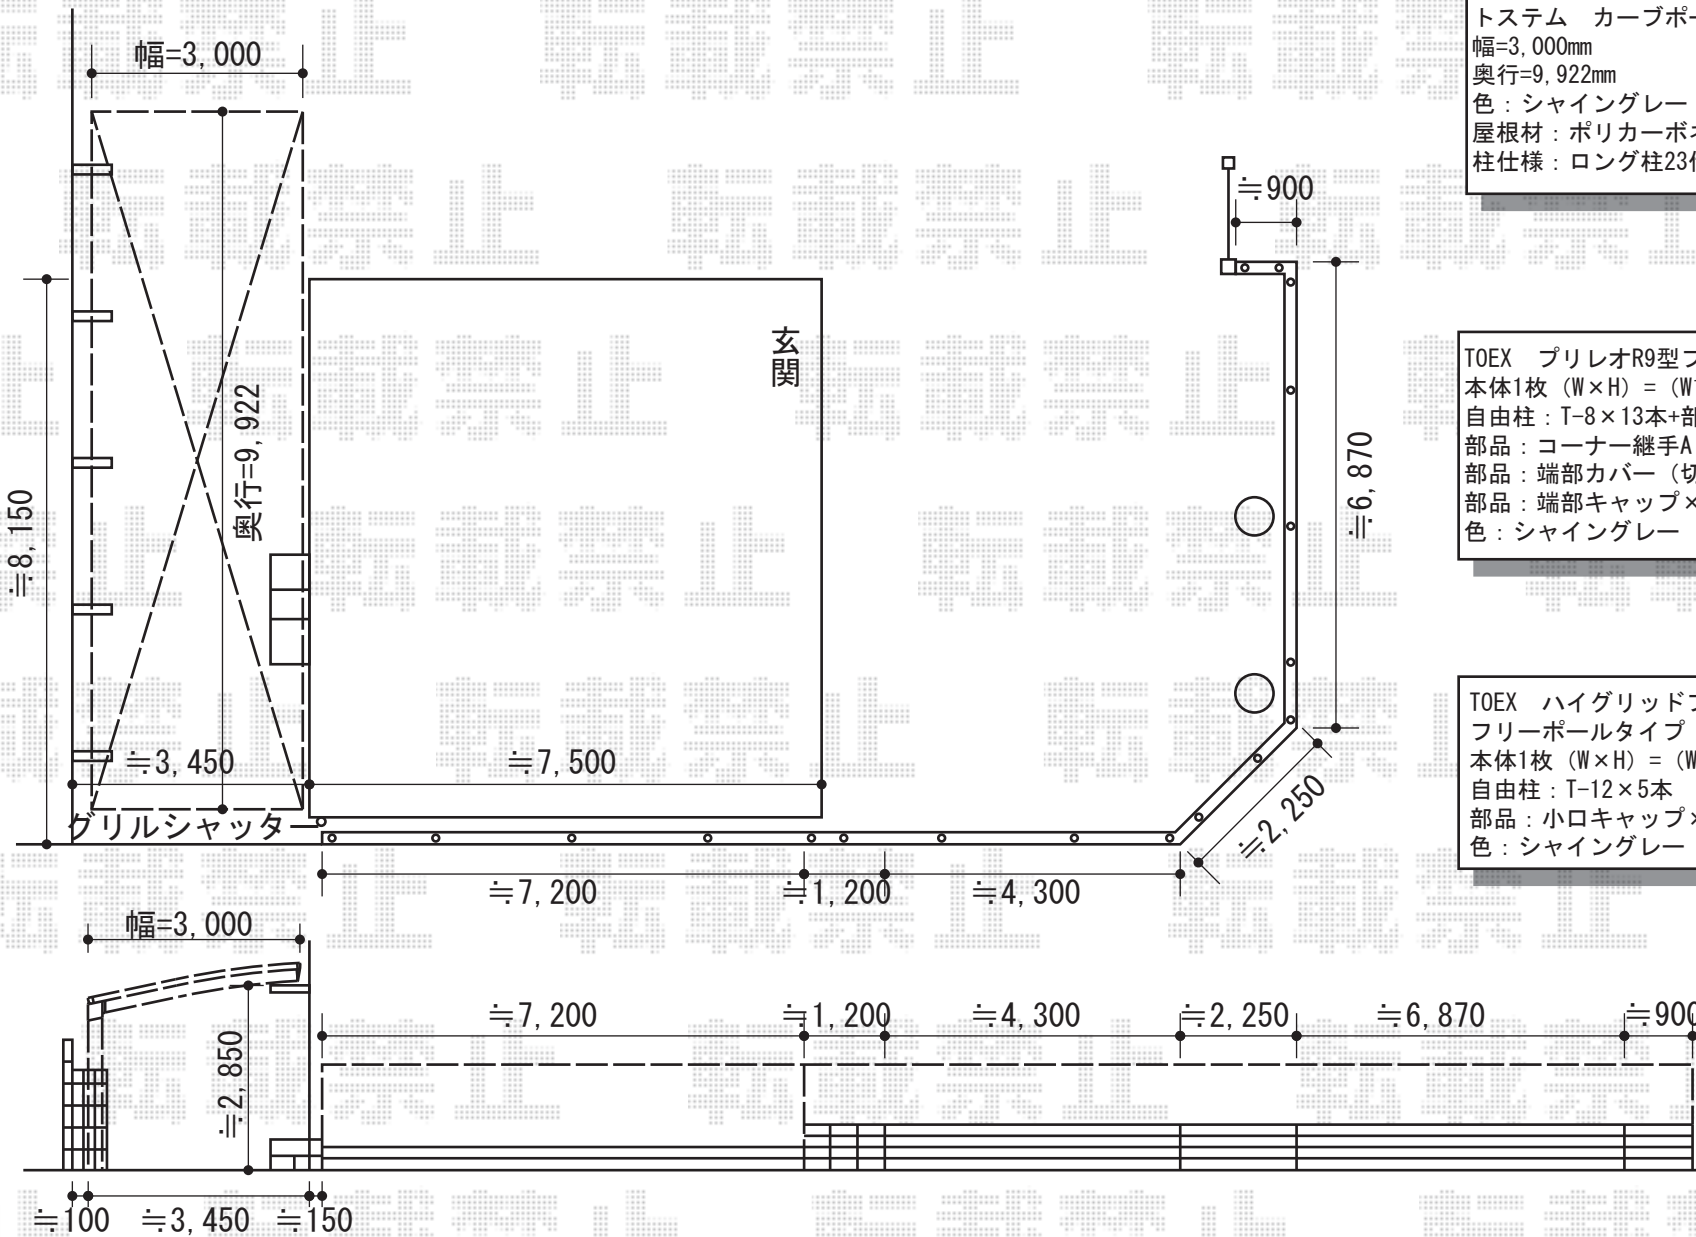 幅=3,000
奥行=9,922
≒8,150
≒3,450
≒7,500
グリルシャッター
玄関
≒900
≒6,870
≒2,250
≒7,200
≒1,200
≒4,300
トステム カーブポー
幅=3,000mm
奥行=9,922mm
色：シャイングレー
屋根材：ポリカーボネ
柱仕様：ロング柱23
TOEX プリレオR9型フ
本体1枚（W×H）=（W
自由柱：T-8×13本+部
部品：コーナー継手A
部品：端部カバー（切
部品：端部キャップ×
色：シャイングレー
TOEX ハイグリッドフ
フリーポールタイプ
本体1枚（W×H）=（W
自由柱：T-12×5本
部品：小口キャップ×
色：シャイングレー
幅=3,000
≒2,850
≒7,200
≒1,200
≒4,300
≒2,250
≒6,870
≒900
≒100
≒3,450
≒150
転載禁止